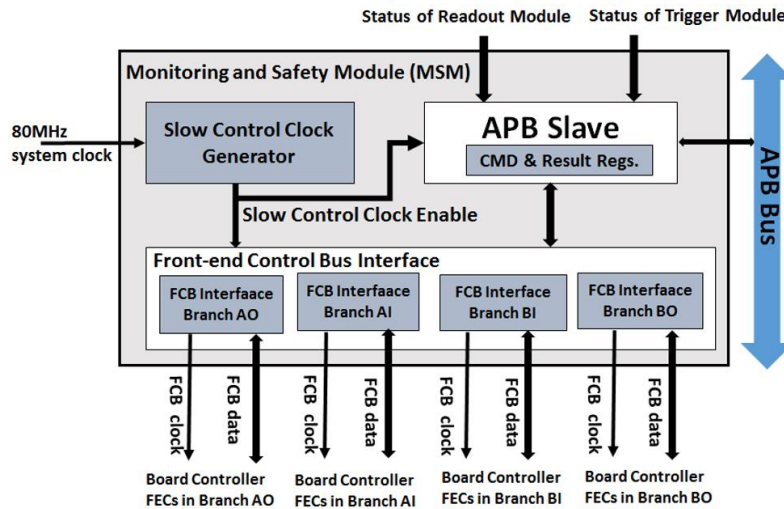 Status of Readout Module
Status of Trigger Module
Monitoring and Safety Module (MSM)
80MHz
system clock
Slow Control Clock
Generator
APB Slave
CMD & Result Regs.
APB Bus
Slow Control Clock Enable
Front-end Control Bus Interface
FCB Interfaace
Branch AO
FCB Interfaace
Branch AI
FCB Interfaace
Branch BI
FCB Interfaace
Branch BO
FCB clock
FCB data
FCB clock
FCB data
FCB clock
FCB data
FCB clock
FCB data
Board Controller
FECs in Branch AO
Board Controller
FECs in Branch AI
Board Controller
FECs in Branch BI
Board Controller
FECs in Branch BO